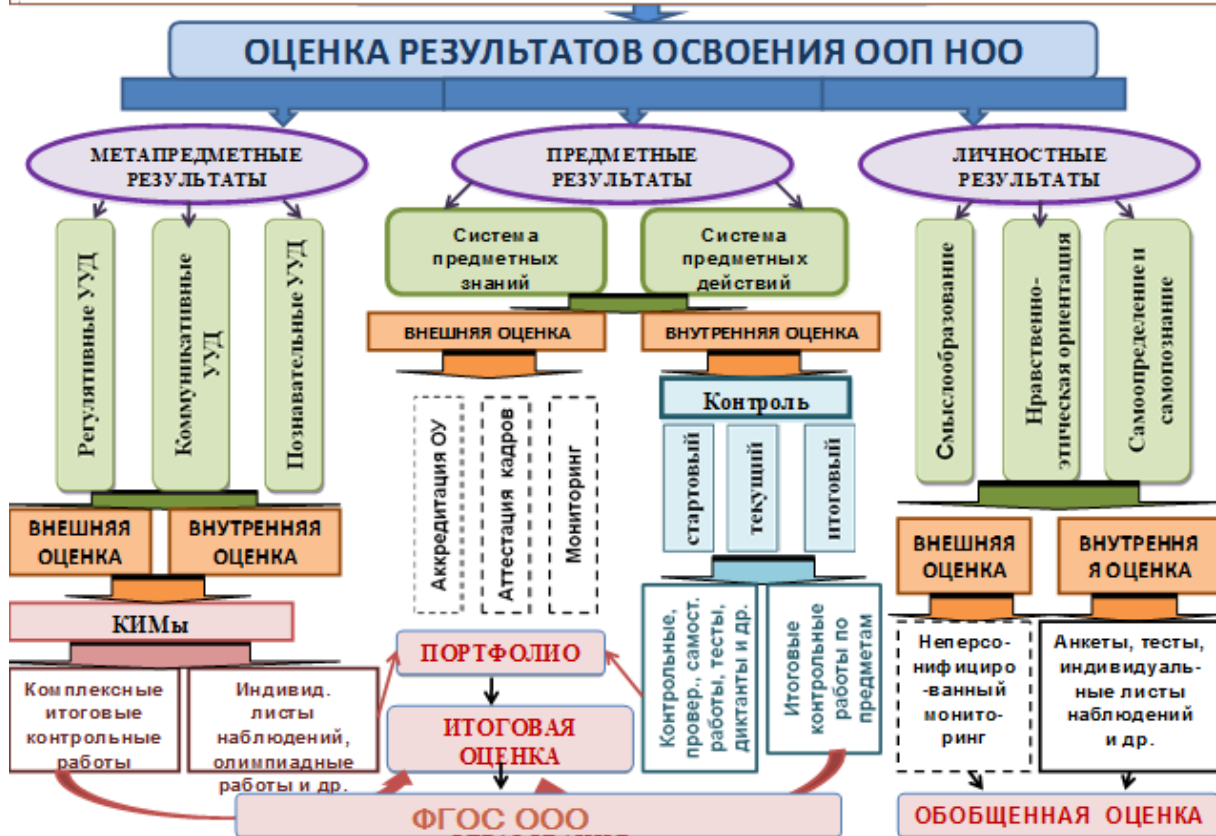 ОЦЕНКА РЕЗУЛЬТАТОВ ОСВОЕНИЯ ООП НОО
МЕТАПРЕДМЕТНЫЕ
РЕЗУЛЬТАТЫ
ПРЕДМЕТНЫЕ
РЕЗУЛЬТАТЫ
ЛИЧНОСТНЫЕ
РЕЗУЛЬТАТЫ
Регулятивные УУД
Коммуникативные
УУД
Познавательные УУД
Система
предметных
знаний
Система
предметных
действий
Смыслообразование
Нравственно-
этическая ориентация
Самоопределение и
самопознание
ВНЕШНЯЯ ОЦЕНКА
ВНУТРЕННЯЯ ОЦЕНКА
Аккредитация ОУ
Аттестация кадров
Мониторинг
Контроль
стартовый
текущий
итоговый
ВНЕШНЯЯ
ОЦЕНКА
ВНУТРЕННЯЯ
ОЦЕНКА
ВНЕШНЯЯ
ОЦЕНКА
ВНУТРЕННЯ
Я ОЦЕНКА
КИМы
Комплексные
итоговые
контрольные
работы
Индивид.
листы
наблюдений,
олимпиадные
работы и др.
ПОРТФОЛИО
ИТОГОВАЯ
ОЦЕНКА
Контрольные,
провер., самост.
работы, тесты,
диктанты и др.
Итоговые
контрольные
работы по
предметам
Неперсо-
нифициро
-ванный
монито-
ринг
Анкеты, тесты,
индивидуаль-
ные листы
наблюдений
и др.
ФГОС ООО
ОБОБЩЕННАЯ ОЦЕНКА